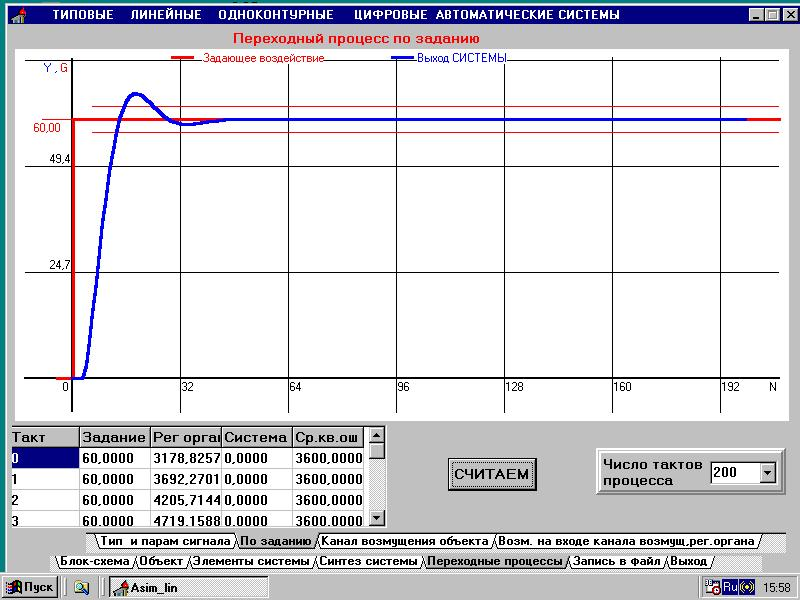 ТИПОВЫЕ ЛИНЕЙНЫЕ ОДНОКОНТУРНЫЕ ЦИФРОВЫЕ АВТОМАТИЧЕСКИЕ СИСТЕМЫ
Переходный процесс по заданию
Задающее воздействие Выход СИСТЕМЫ
Y , G
60,00
49,4
24,7
0 32 64 96 128 160 192 N
Такт Задание Рег орга Система Ср.кв.ош
0 60,0000 3178,8257 0,0000 3600,0000
1 60,0000 3692,2701 0,0000 3600,0000
2 60,0000 4205,7144 0,0000 3600,0000
3 60,0000 4719,1588 0,0000 3600,0000
СЧИТАЕМ
Число тактов процесса 200
Тип и парам сигнала По заданию Канал возмущения объекта Возм. на входе канала возмущ,рег.органа
Блок-схема Объект Элементы системы Синтез системы Переходные процессы Запись в файл Выход
Пуск Asim_lin Ru 15:58